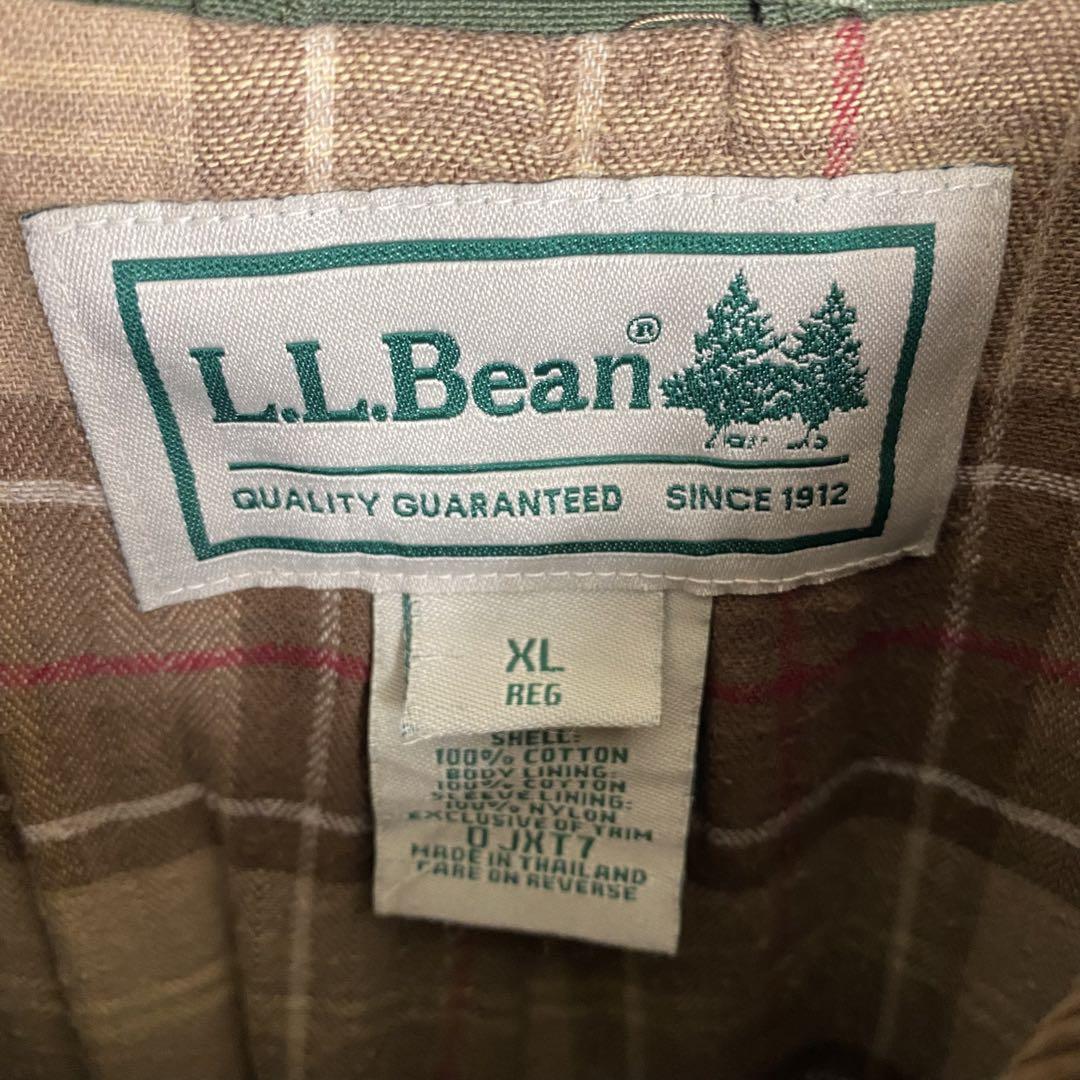 L.L.Bean®
QUALITY GUARANTEED SINCE 1912
XL
REG
SHELL:
100% COTTON
BODY LINING:
100% COTTON
SLEEVE LINING:
100% NYLON
EXCLUSIVE OF TRIM
0 JXT7
MADE IN THAILAND
CARE ON REVERSE